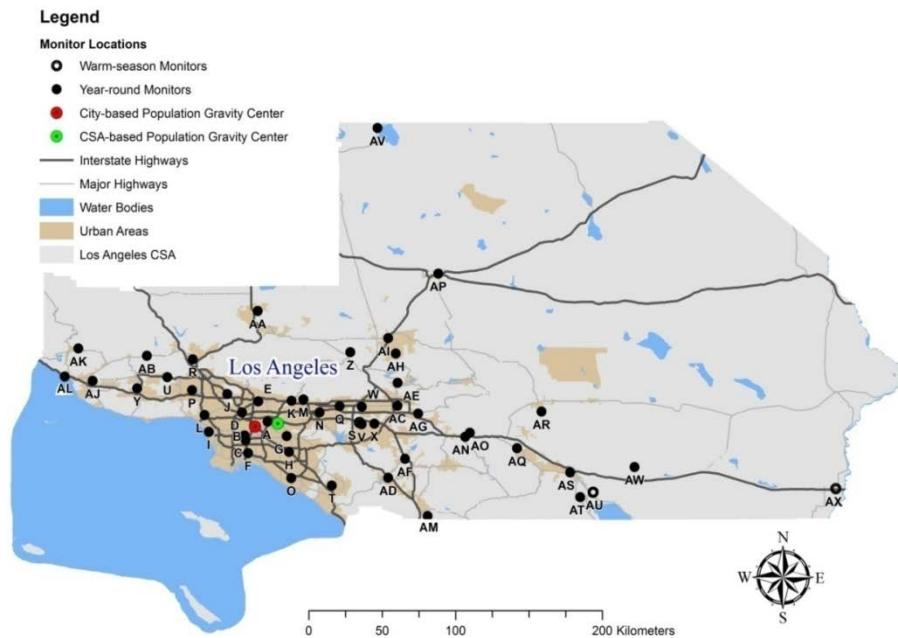 Legend
Monitor Locations
Warm-season Monitors
Year-round Monitors
City-based Population Gravity Center
CSA-based Population Gravity Center
Interstate Highways
Major Highways
Water Bodies
Urban Areas
Los Angeles CSA
AV
AP
AA
AI
AH
Z
AK
AB
R
Los Angeles
AL
AJ
Y
U
P
J
E
K
M
N
Q
W
AE
AC
AG
L
D
A
B
C
I
F
G
H
S
V
X
O
T
AF
AD
AM
AN
AO
AR
AQ
AS
AT
AU
AW
AX
N
W
E
S
0
50
100
200 Kilometers